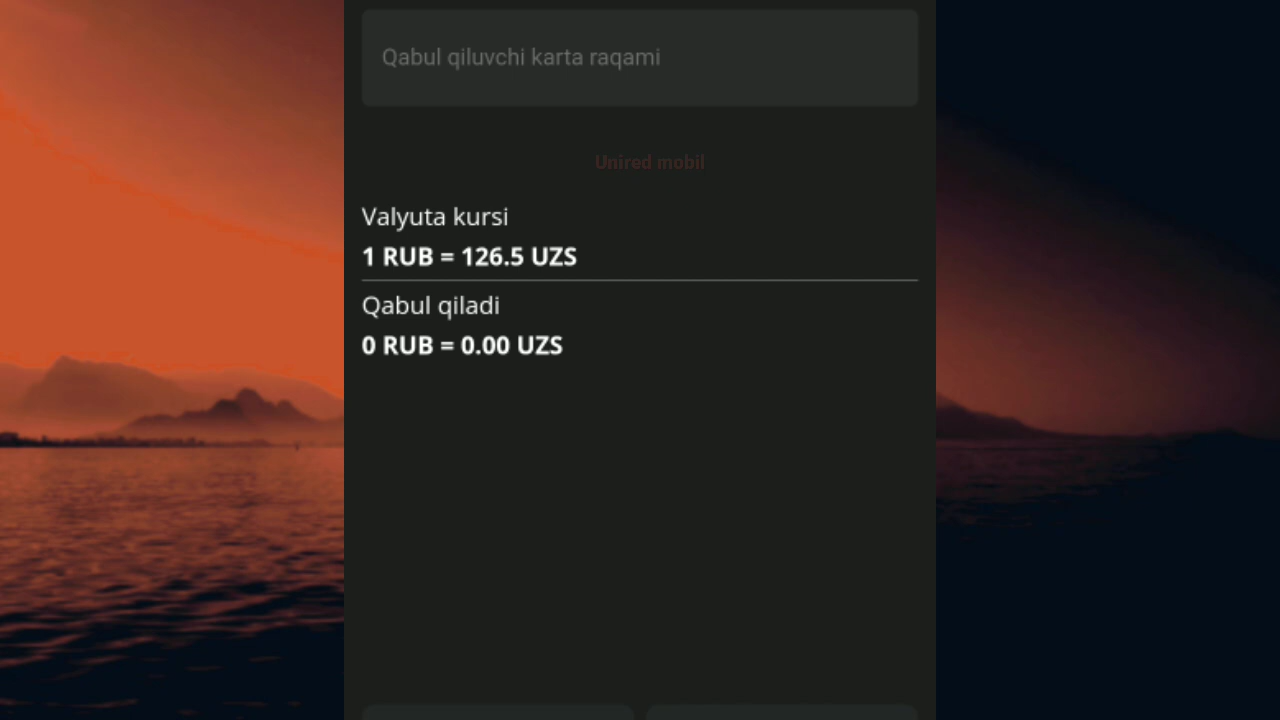 Qabul qiluvchi karta raqami
Unired mobil
Valyuta kursi
1 RUB = 126.5 UZS
Qabul qiladi
0 RUB = 0.00 UZS